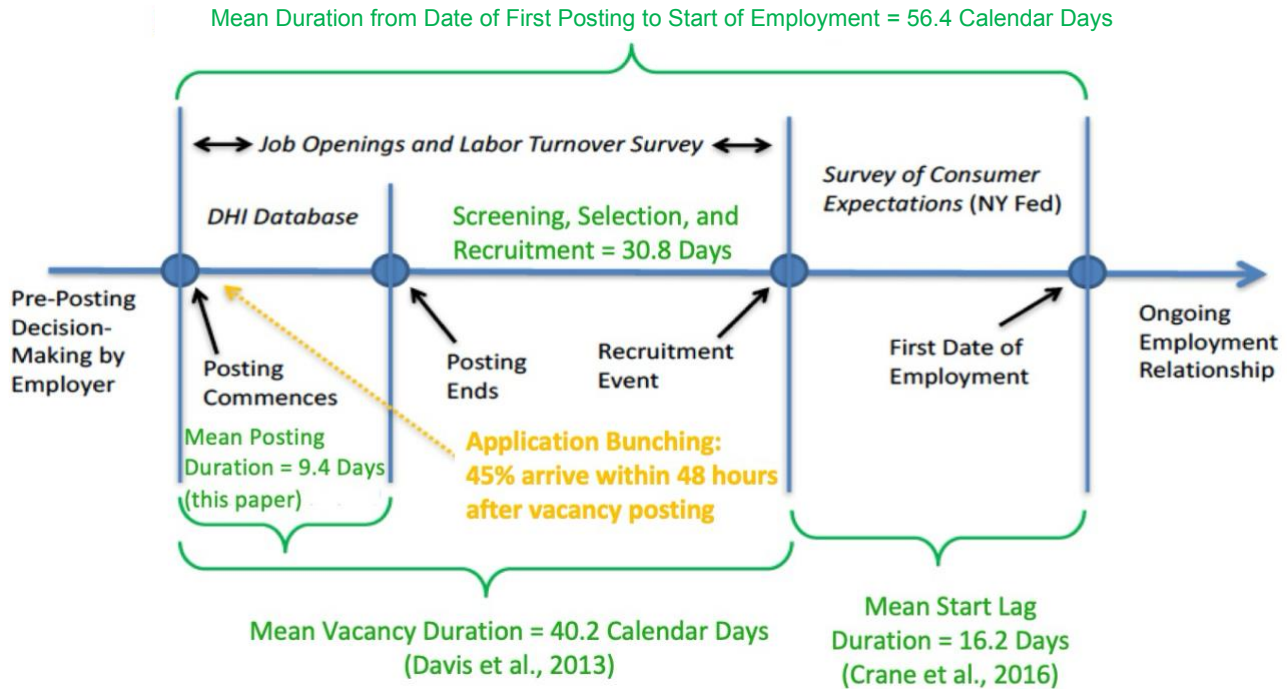 Mean Duration from Date of First Posting to Start of Employment = 56.4 Calendar Days
Job Openings and Labor Turnover Survey
Survey of Consumer
Expectations (NY Fed)
DHI Database
Screening, Selection, and
Recruitment = 30.8 Days
Pre-Posting
Decision-
Making by
Employer
Posting
Commences
Posting
Ends
Recruitment
Event
First Date of
Employment
Ongoing
Employment
Relationship
Mean Posting
Duration = 9.4 Days
(this paper)
Application Bunching:
45% arrive within 48 hours
after vacancy posting
Mean Vacancy Duration = 40.2 Calendar Days
(Davis et al., 2013)
Mean Start Lag
Duration = 16.2 Days
(Crane et al., 2016)